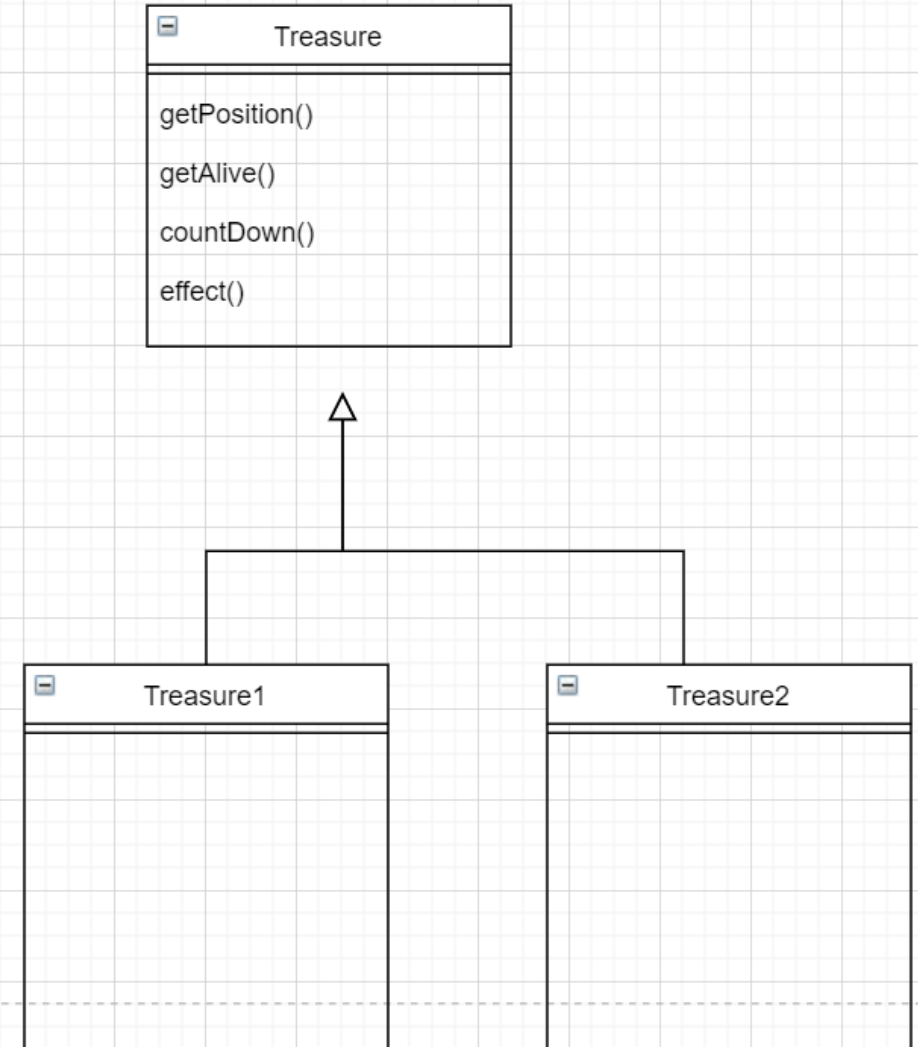 Treasure
getPosition()
getAlive()
countDown()
effect()
Treasure1
Treasure2